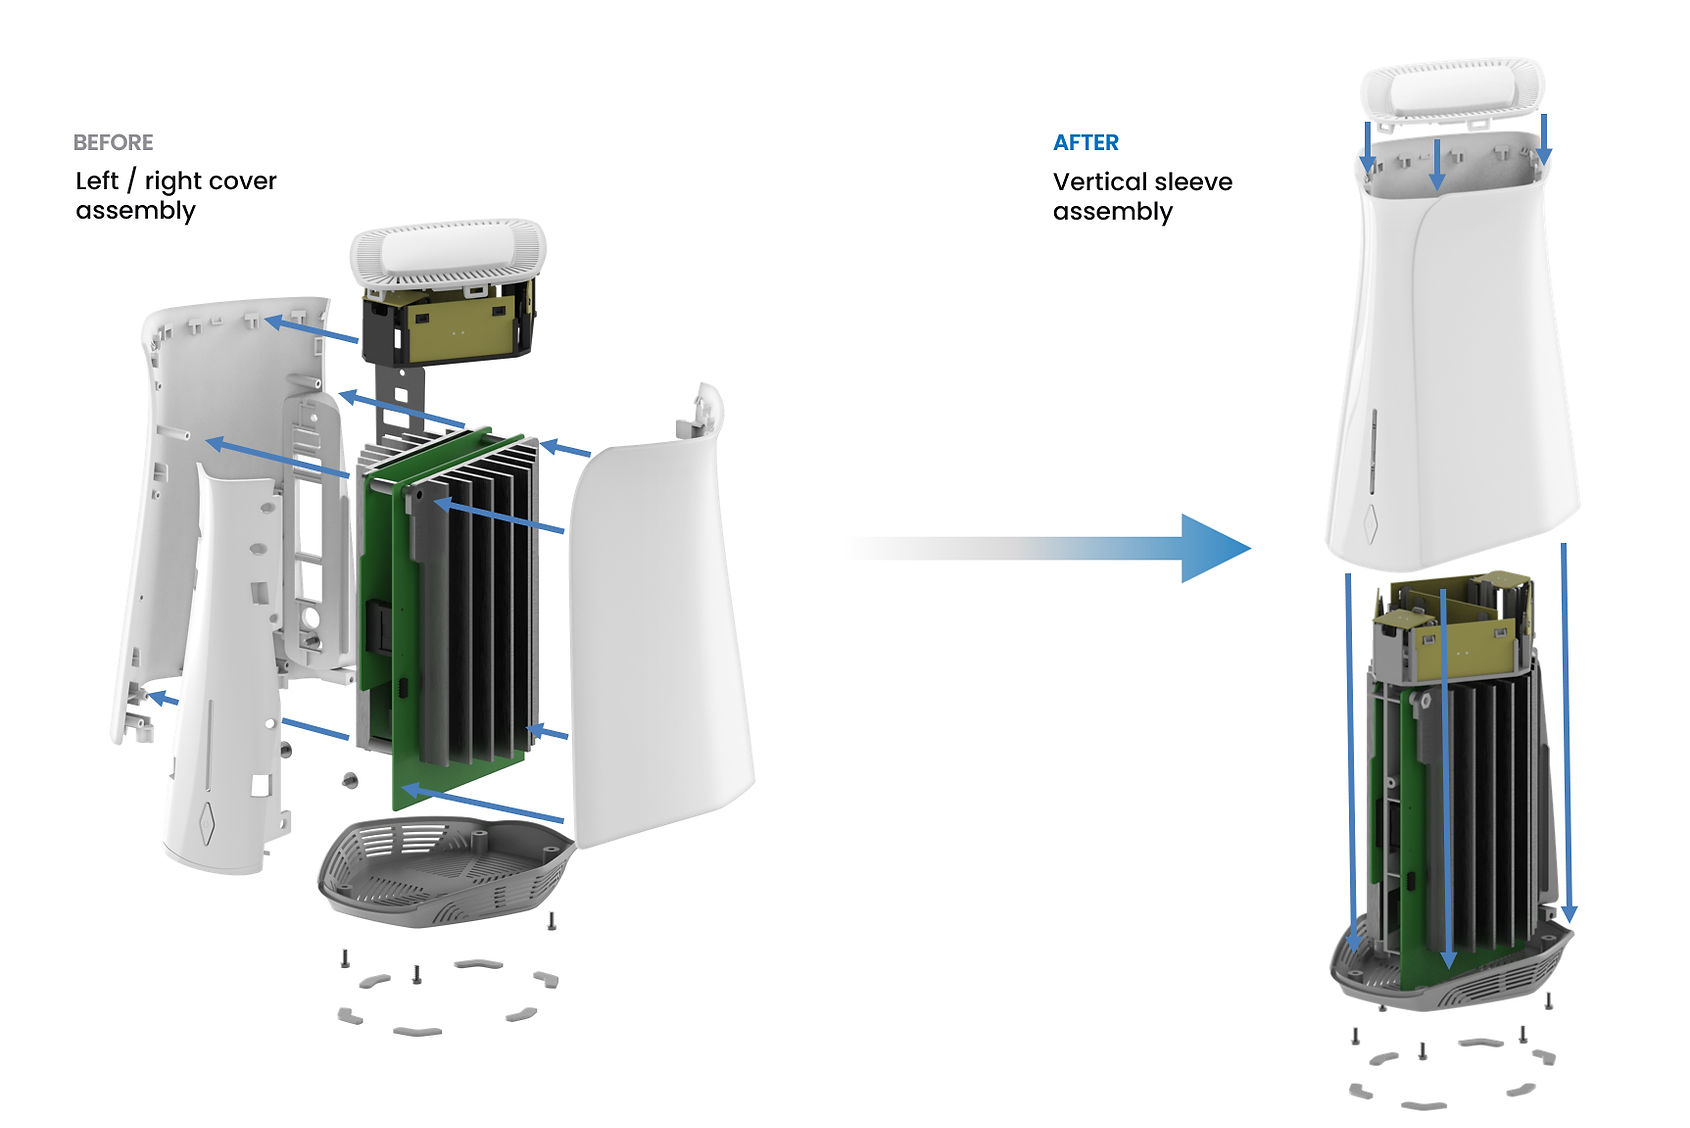 BEFORE
Left / right cover
assembly
AFTER
Vertical sleeve
assembly